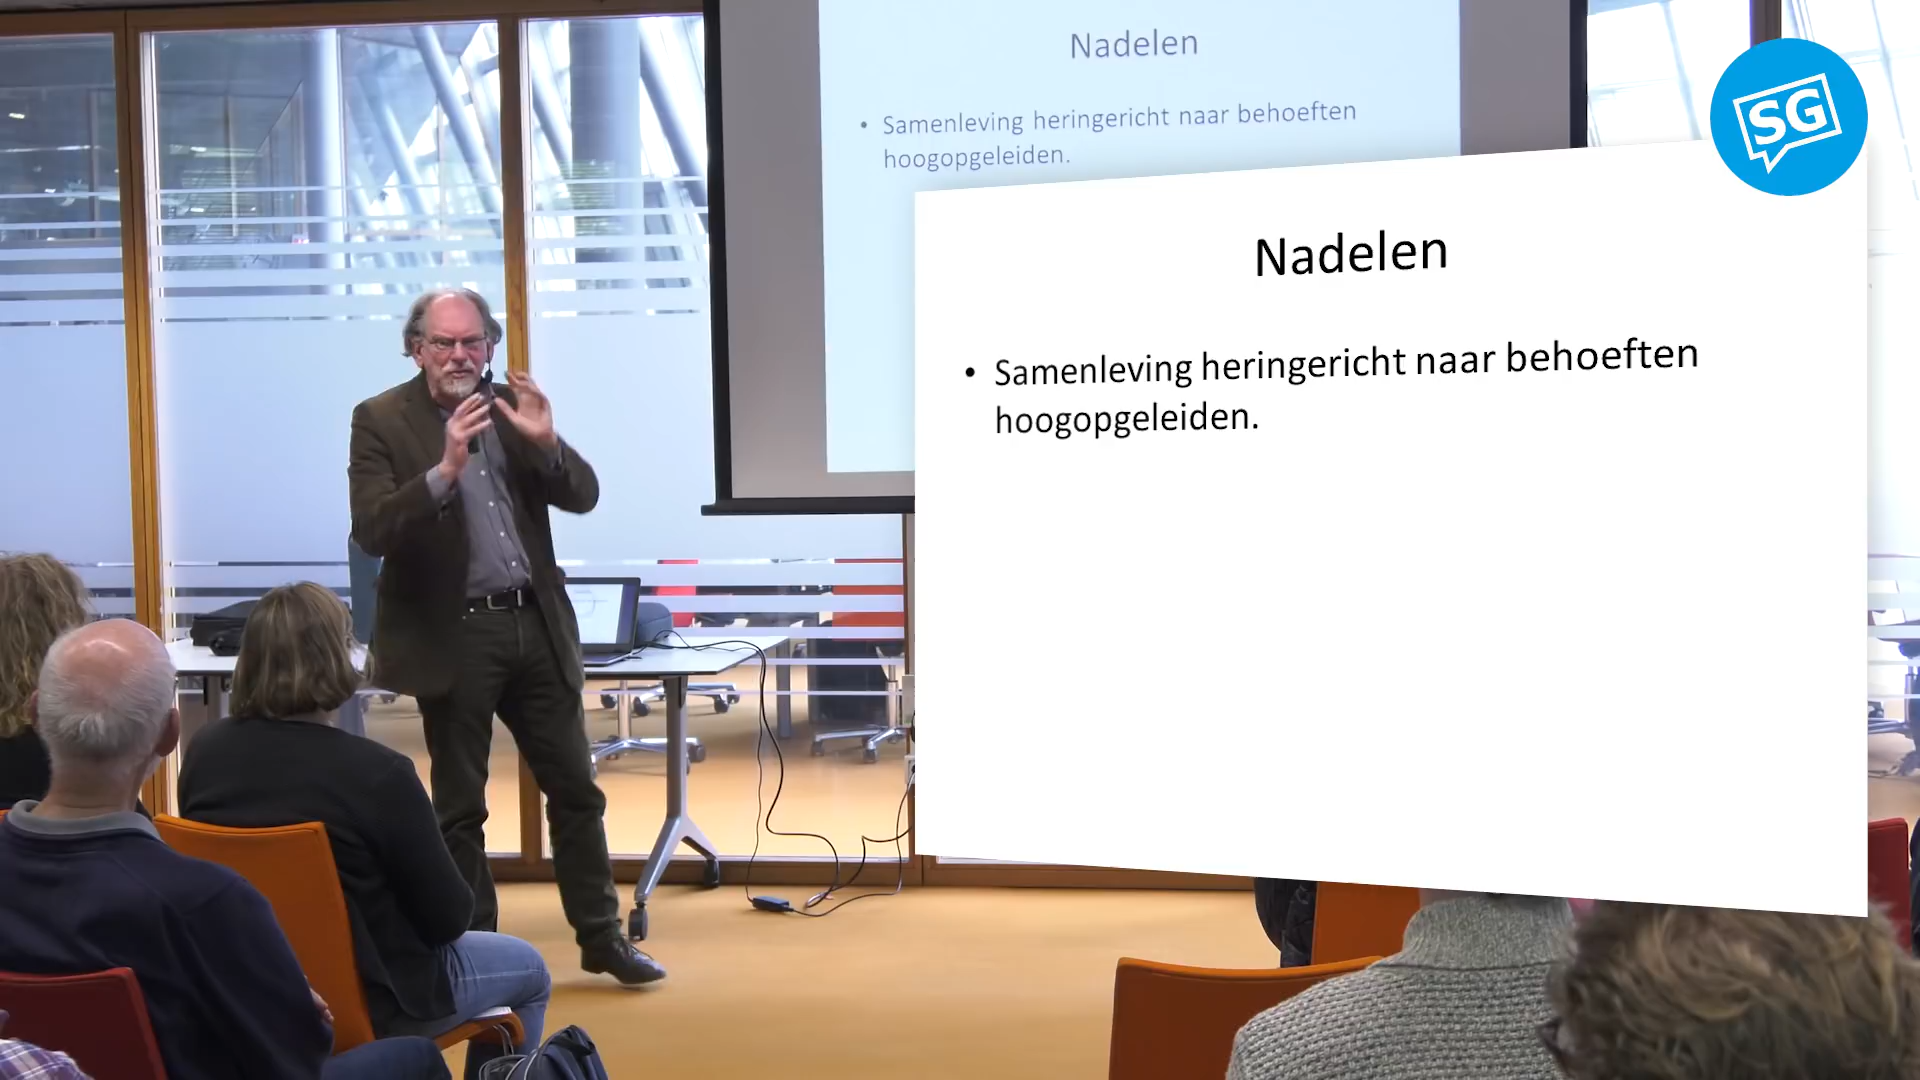 Nadelen
• Samenleving heringericht naar behoeften
hoogopgeleiden.
SG
Nadelen
• Samenleving heringericht naar behoeften
hoogopgeleiden.